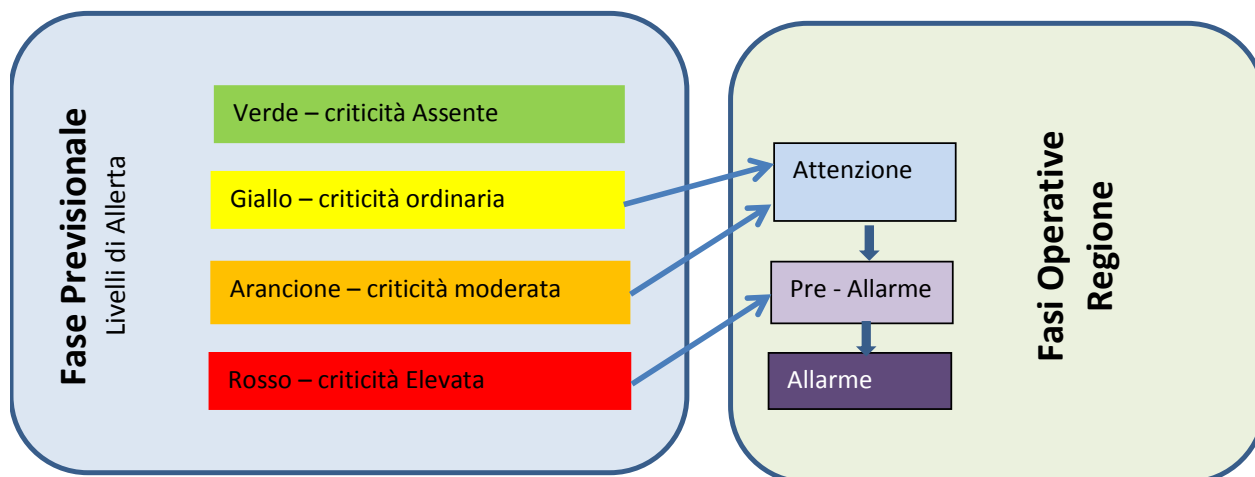 Fase Previsionale
Livelli di Allerta
Verde – criticità Assente
Giallo – criticità ordinaria
Arancione – criticità moderata
Rosso – criticità Elevata
Attenzione
Pre - Allarme
Allarme
Fasi Operative
Regione